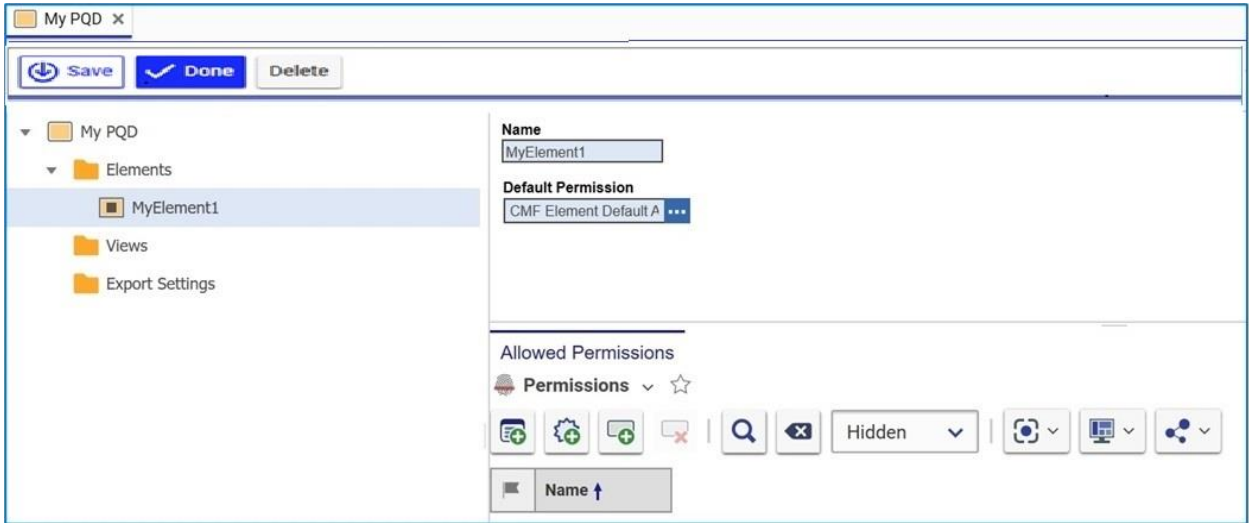 My PQD
Save Done Delete
My PQD
Elements
MyElement1
Views
Export Settings
Name
MyElement1
Default Permission
CMF Element Default A
Allowed Permissions
Permissions
Hidden
Name